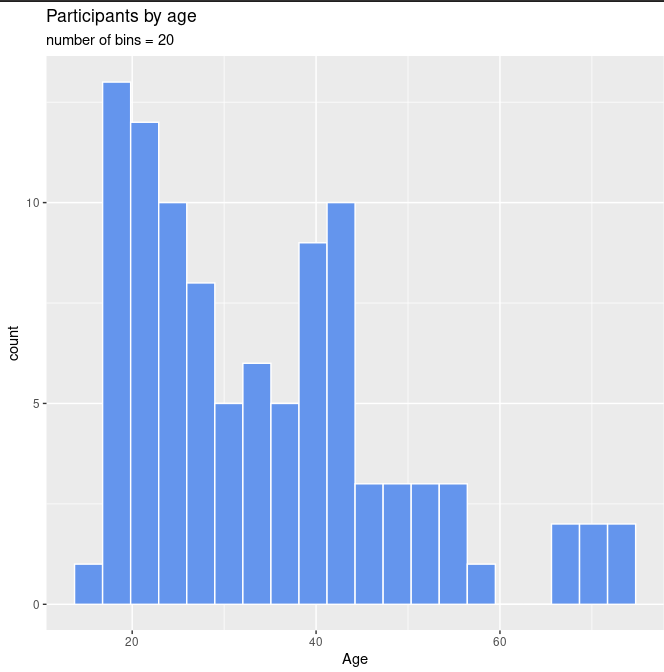 Participants by age
number of bins = 20
10
5
0
count
20 40 60
Age